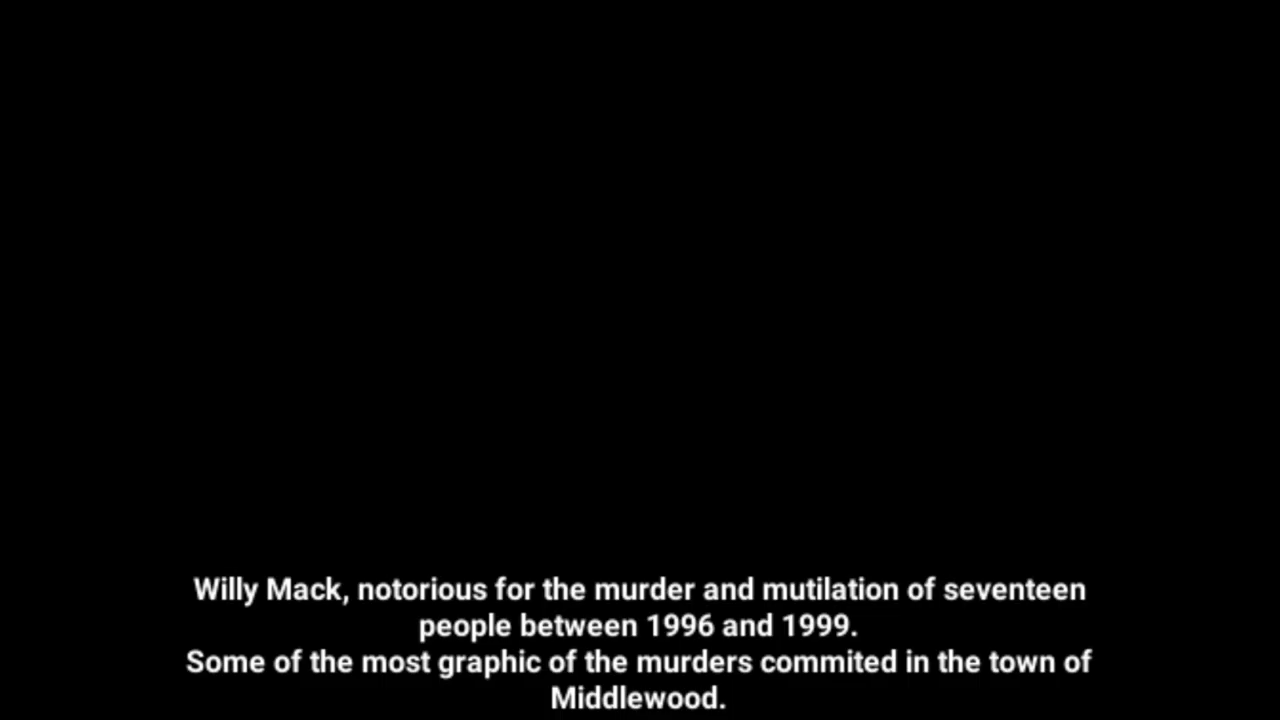 Willy Mack, notorious for the murder and mutilation of seventeen
people between 1996 and 1999.
Some of the most graphic of the murders commited in the town of
Middlewood.